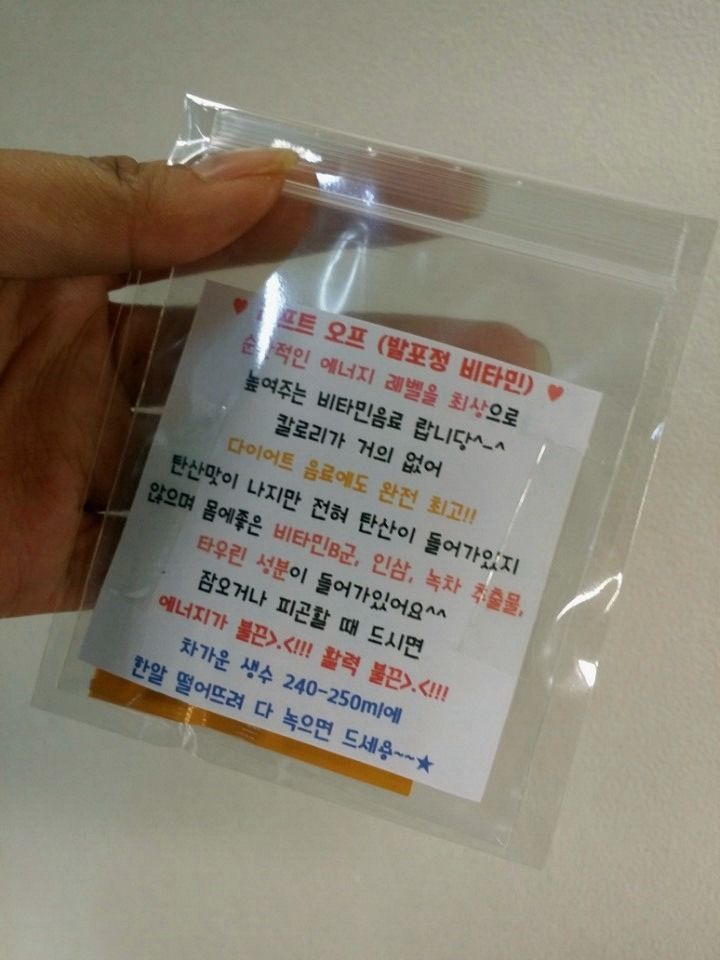 ♥ 리프트 오프 (발포정 비타민) ♥
순간적인 에너지 레벨을 최상으로
높여주는 비타민음료 랍니당^-^
칼로리가 거의 없어
다이어트 음료에도 완전 최고!!
탄산맛이 나지만 전혀 탄산이 들어가있지
않으며 몸에좋은 비타민B군, 인삼, 녹차 추출물,
타우린 성분이 들어가있어요^^
잠오거나 피곤할 때 드시면
에너지가 불끈>.<!!! 활력 불끈>.<!!!
차가운 생수 240-250ml에
한알 떨어뜨려 다 녹으면 드세용~~★